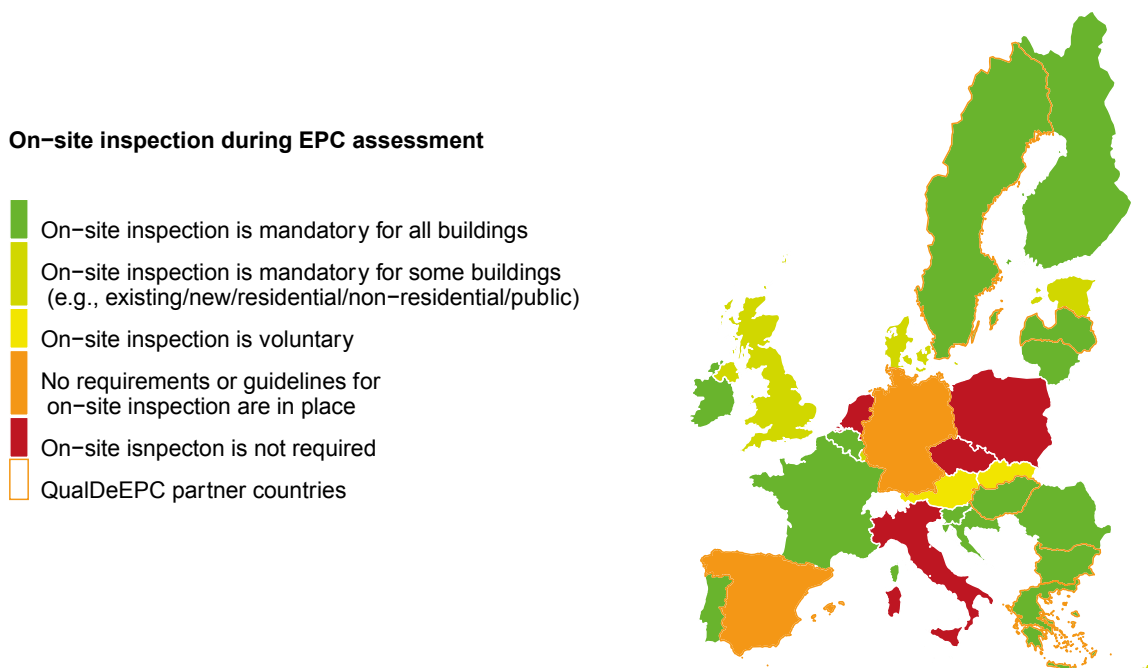 On−site inspection during EPC assessment
On−site inspection is mandatory for all buildings
On−site inspection is mandatory for some buildings
(e.g., existing/new/residential/non−residential/public)
On−site inspection is voluntary
No requirements or guidelines for
on−site inspection are in place
On−site isnpecton is not required
QualDeEPC partner countries